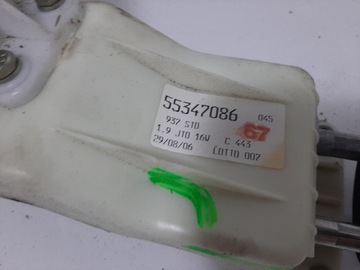 55347086 045
937 STD 67
1.9 JTD 16V C 443
29/08/06 LOTTO 007